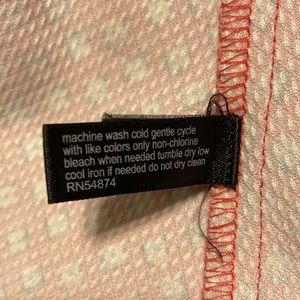 machine wash cold gentle cycle
with like colors only non-chlorine
bleach when needed tumble dry low
cool iron if needed do not dry clean
RN54874